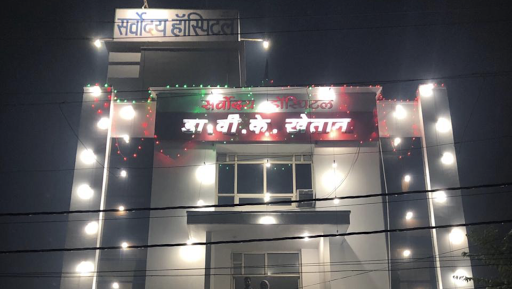 सर्वोदय हॉस्पिटल
सर्वोदय हॉस्पिटल
डा.वी.के. खेतान